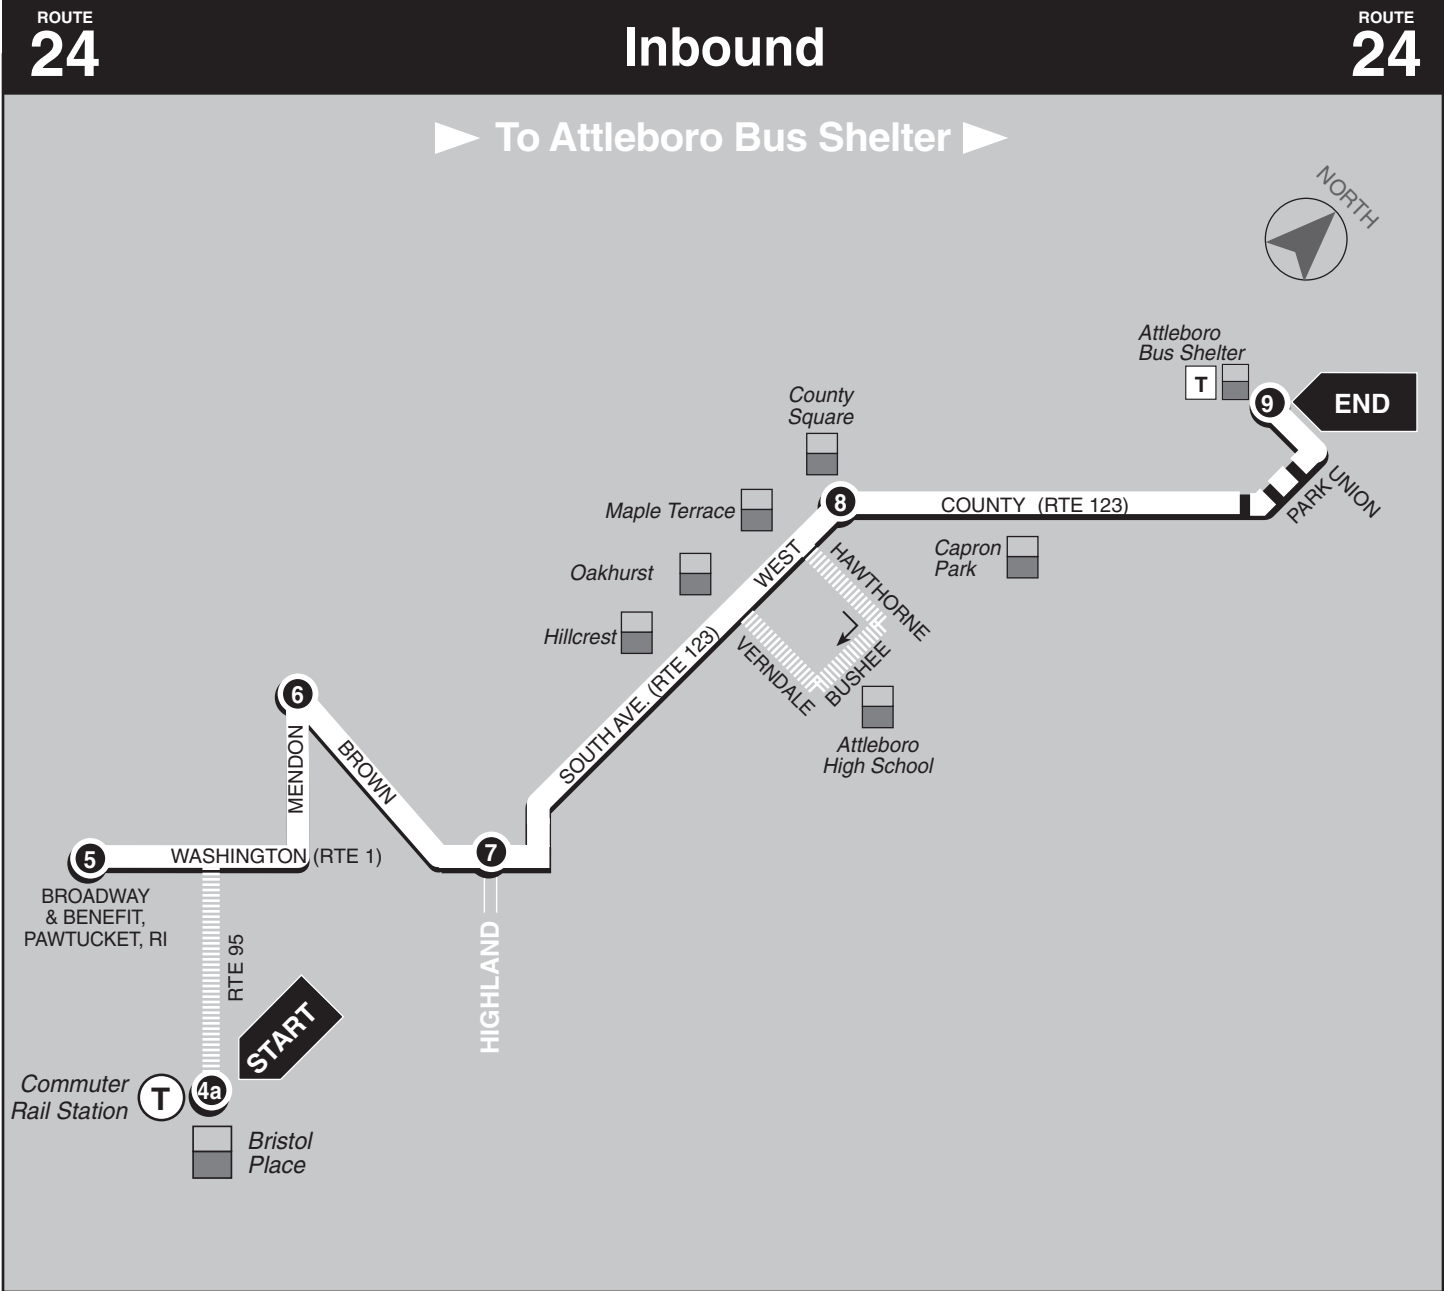 ROUTE
24
Inbound
ROUTE
24
To Attleboro Bus Shelter
NORTH
Attleboro
Bus Shelter
T
9
END
County
Square
UNION
PARK
Maple Terrace
8
COUNTY (RTE 123)
Capron
Park
WEST
HAWTHORNE
Oakhurst
Hillcrest
SOUTH AVE. (RTE 123)
VERNDALE
BUSHEE
Attleboro
High School
6
MENDON
BROWN
5
WASHINGTON (RTE 1)
7
BROADWAY
& BENEFIT,
PAWTUCKET, RI
RTE 95
HIGHLAND
START
Commuter
Rail Station
T
4a
Bristol
Place